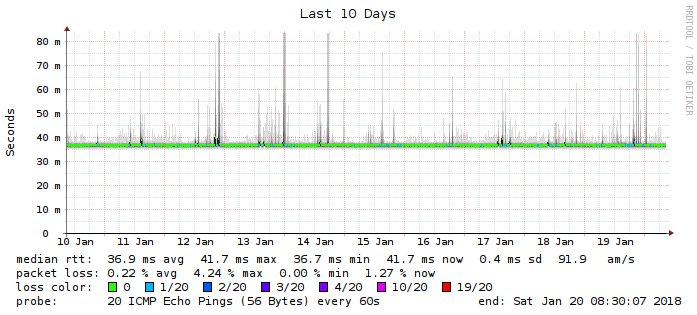 Last 10 Days
RRDTOOL / TOBI OETIKER
Seconds
80 m
70 m
60 m
50 m
40 m
30 m
20 m
10 m
0
10 Jan 11 Jan 12 Jan 13 Jan 14 Jan 15 Jan 16 Jan 17 Jan 18 Jan 19 Jan
median rtt: 36.9 ms avg 41.7 ms max 36.7 ms min 41.7 ms now 0.4 ms sd 91.9 am/s
packet loss: 0.22 % avg 4.24 % max 0.00 % min 1.27 % now
loss color: 0 1/20 2/20 3/20 4/20 10/20 19/20
probe: 20 ICMP Echo Pings (56 Bytes) every 60s end: Sat Jan 20 08:30:07 2018